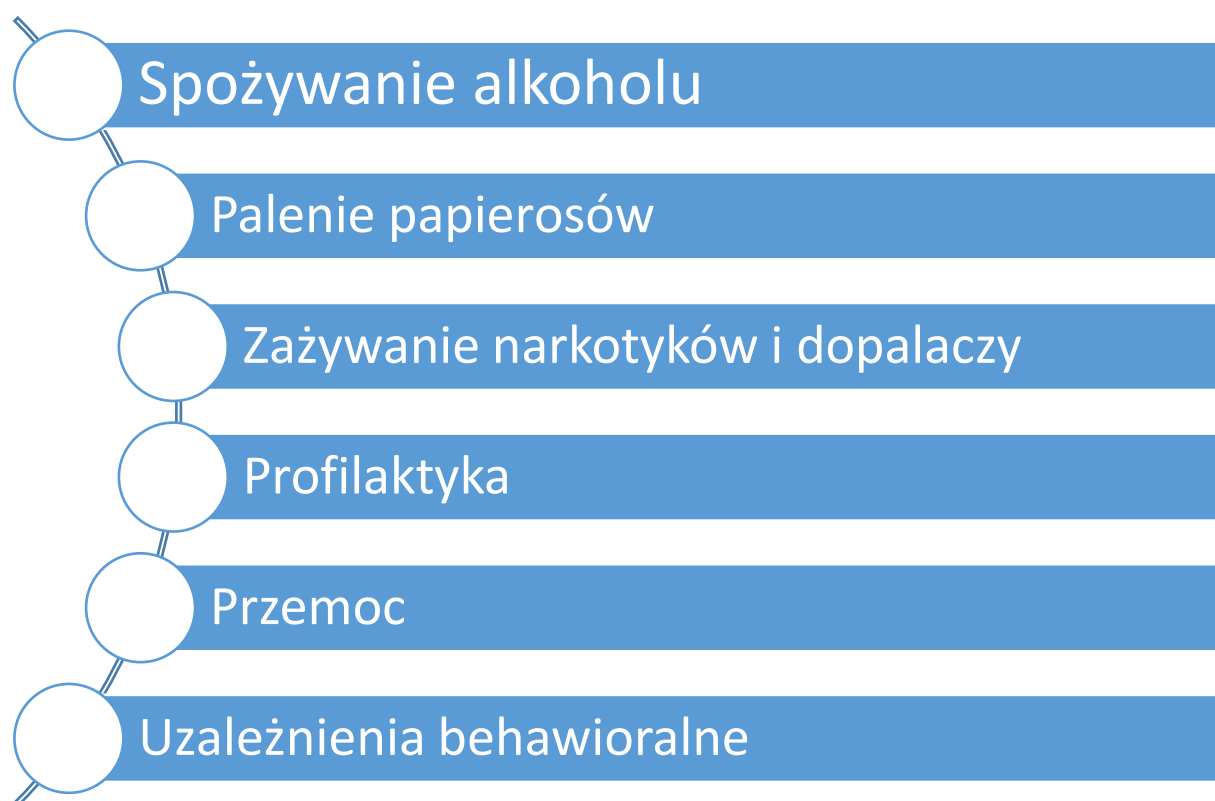 Spożywanie alkoholu
Palenie papierosów
Zażywanie narkotyków i dopalaczy
Profilaktyka
Przemoc
Uzależnienia behawioralne